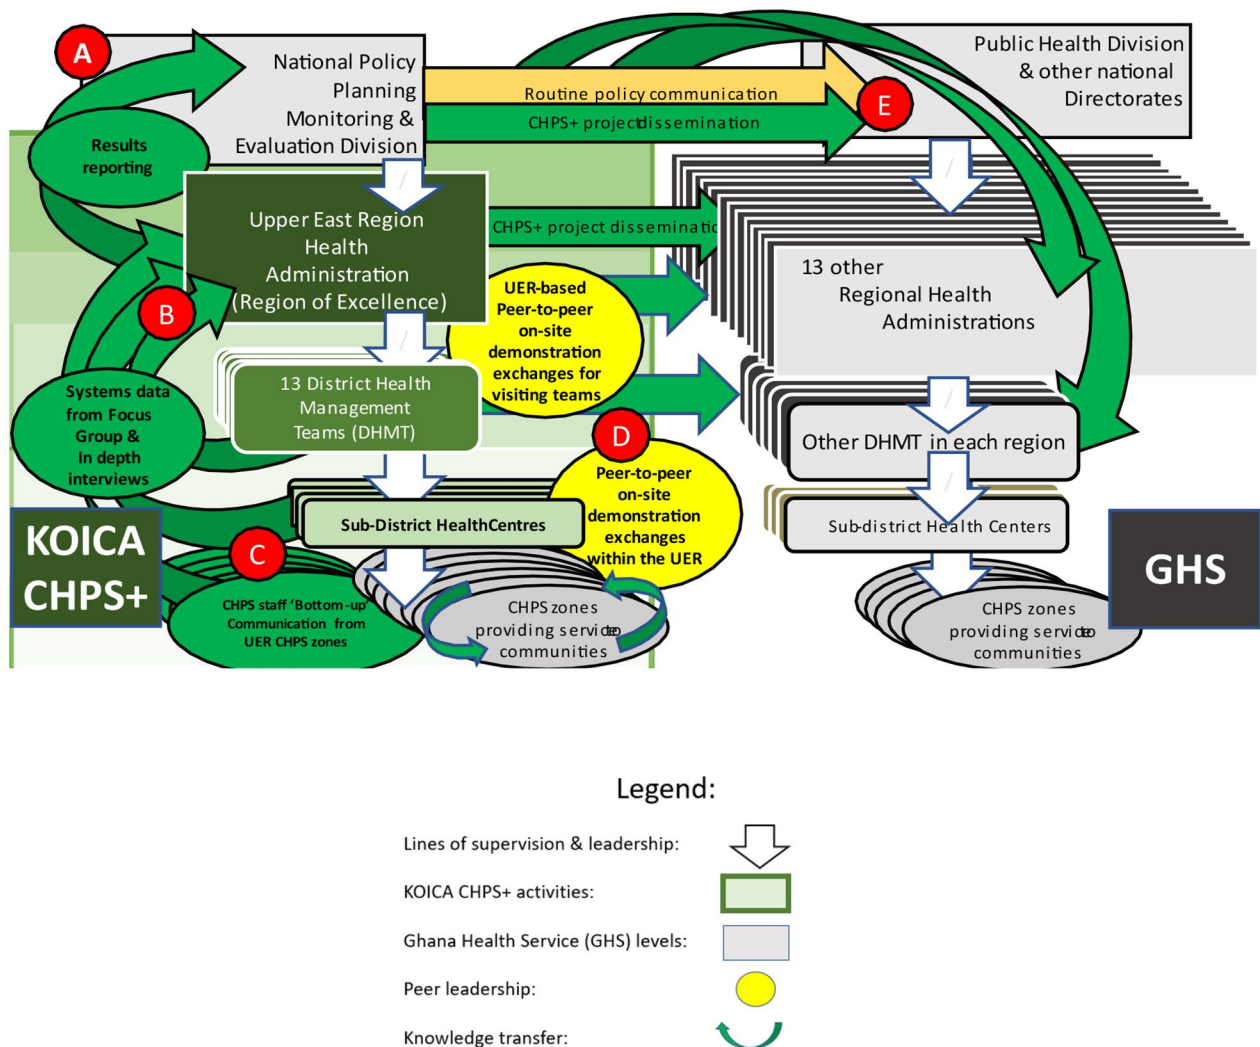 A
National Policy
Planning
Monitoring &
Evaluation Division
Public Health Division
& other national
Directorates
Routine policy communication
E
CHPS+ project dissemination
Results
reporting
Upper East Region
Health
Administration
(Region of Excellence)
CHPS+ project disseminatio
13 other
Regional Health
Administrations
B
UER-based
Peer-to-peer
on-site
demonstration
exchanges for
visiting teams
13 District Health
Management
Teams (DHMT)
Systems data
from Focus
Group &
In depth
interviews
D
Other DHMT in each region
Peer-to-peer
on-site
demonstration
exchanges
within the UER
Sub-District HealthCentres
Sub-district Health Centers
KOICA
CHPS+
C
GHS
CHPS staff ‘Bottom-up’
Communication from
UER CHPS zones
CHPS zones
providing service to
communities
CHPS zones
providing service to
communities
Legend:
Lines of supervision & leadership:
KOICA CHPS+ activities:
Ghana Health Service (GHS) levels:
Peer leadership:
Knowledge transfer: